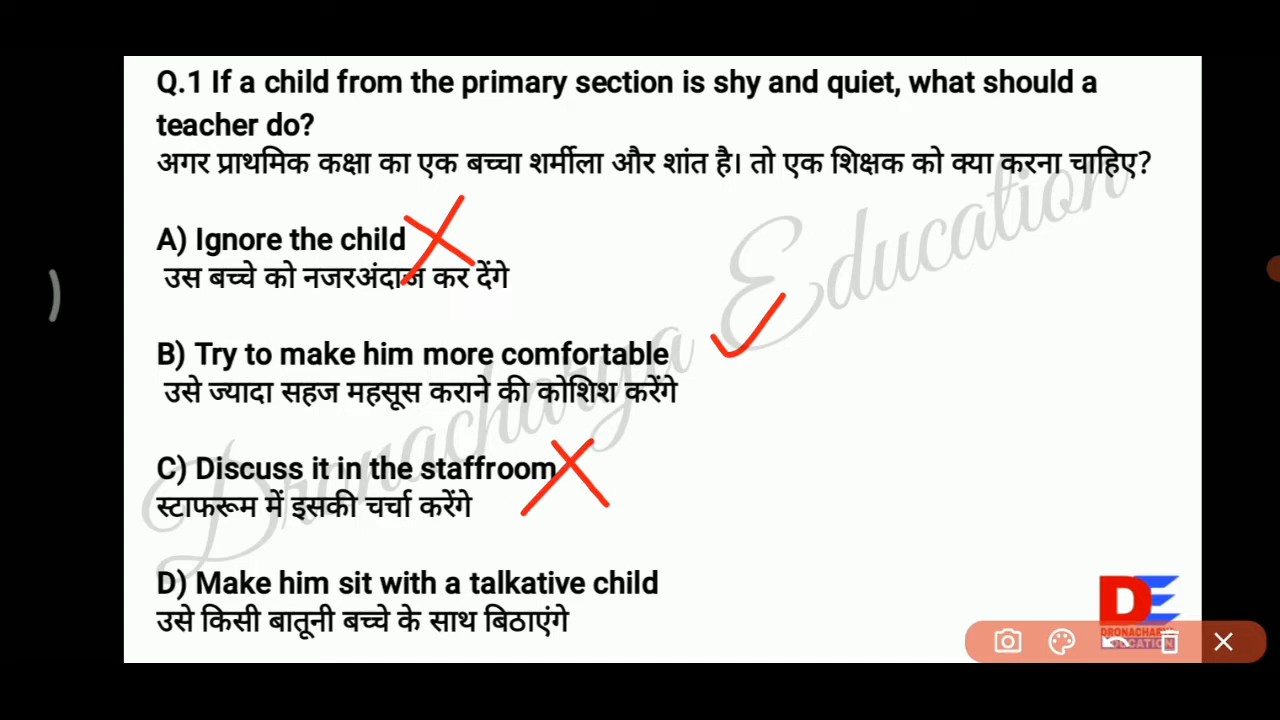 Q.1 If a child from the primary section is shy and quiet, what should a
teacher do?
अगर प्राथमिक कक्षा का एक बच्चा शर्मीला और शांत है। तो एक शिक्षक को क्या करना चाहिए?
A) Ignore the child
उस बच्चे को नजरअंदाज कर देंगे
B) Try to make him more comfortable
उसे ज्यादा सहज महसूस कराने की कोशिश करेंगे
C) Discuss it in the staffroom
स्टाफरूम में इसकी चर्चा करेंगे
D) Make him sit with a talkative child
उसे किसी बातूनी बच्चे के साथ बिठाएंगे
Dronacharya Education
DE